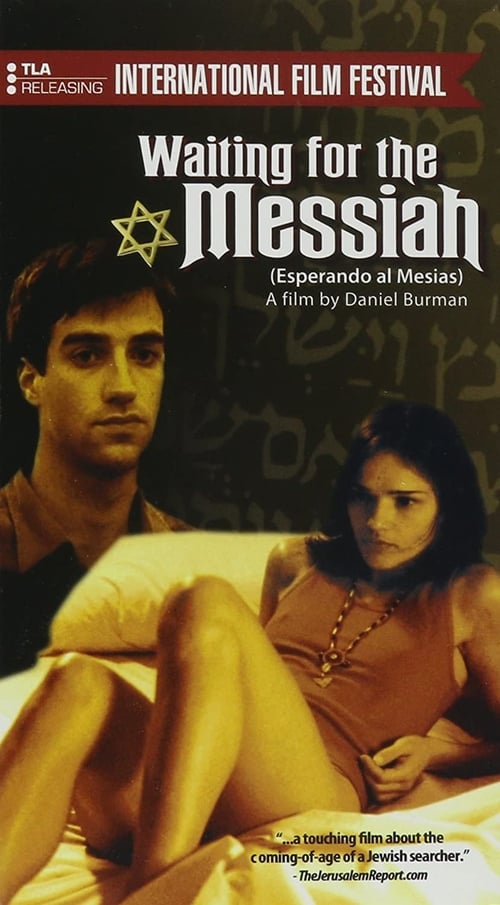 TLA
RELEASING
INTERNATIONAL FILM FESTIVAL
Waiting for the
Messiah
(Esperando al Mesias)
A film by Daniel Burman
“...a touching film about the
coming-of-age of a Jewish searcher.”
- TheJerusalemReport.com